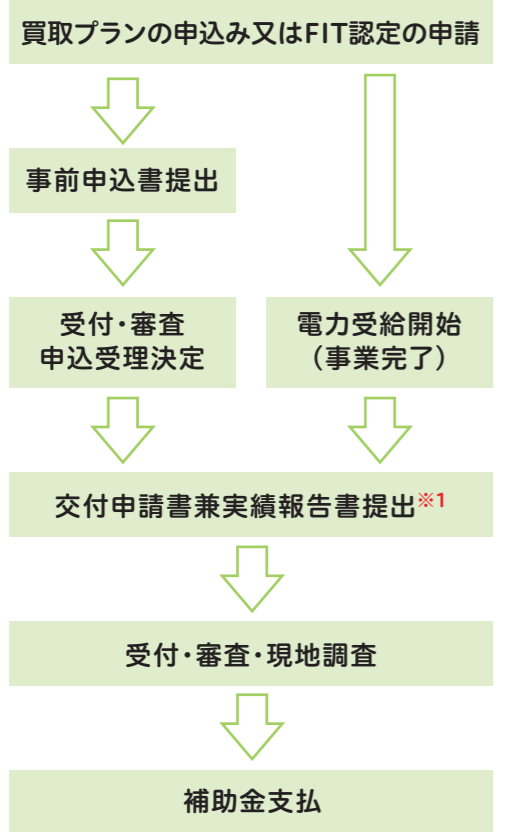 買取プランの申込み又はFIT認定の申請
事前申込書提出
受付・審査
申込受理決定
電力受給開始
（事業完了）
交付申請書兼実績報告書提出※1
受付・審査・現地調査
補助金支払